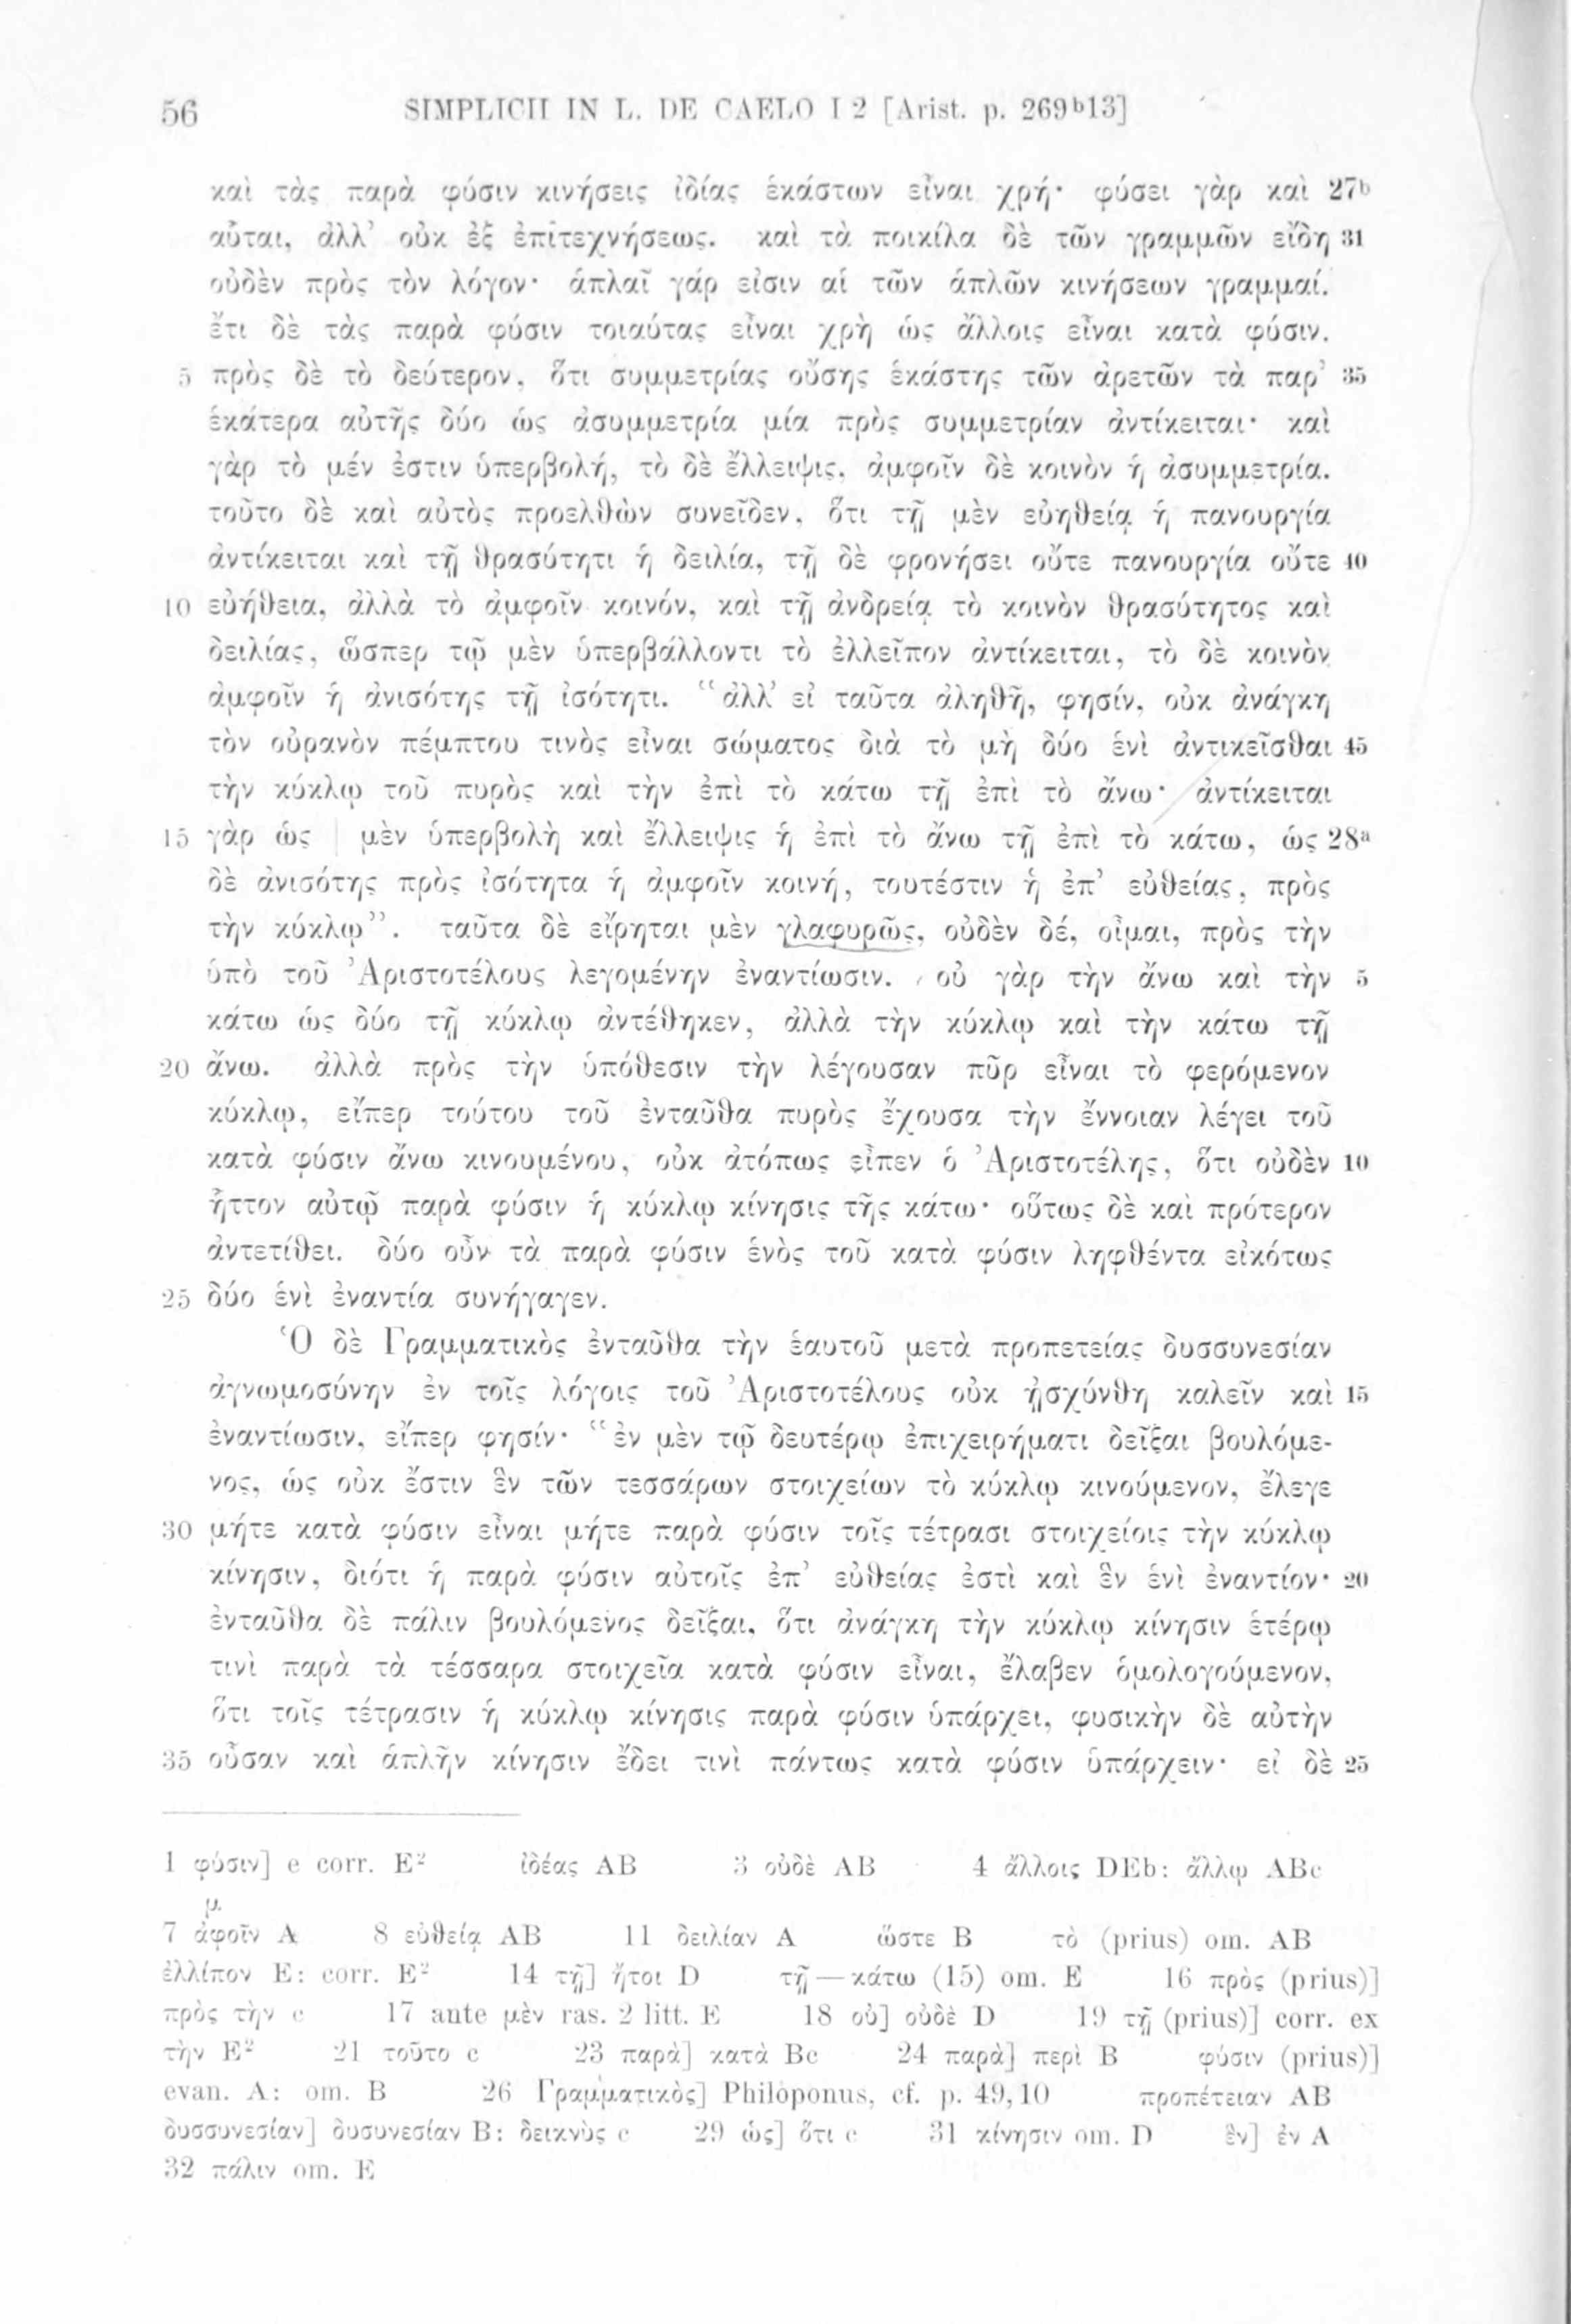 56 SIMPLICII IN L. DE CAELO I 2 [Arist. p. 269ᵇ13]
καὶ τὰς παρὰ φύσιν κινήσεις ἰδίας ἑκάστων εἶναι χρή· φύσει γὰρ καὶ 27ᵇ
αὗται, ἀλλ’ οὐκ ἐξ ἐπιτεχνήσεως. καὶ τὰ ποικίλα δὲ τῶν γραμμῶν εἴδη 31
οὐδὲν πρὸς τὸν λόγον· ἁπλαῖ γάρ εἰσιν αἱ τῶν ἁπλῶν κινήσεων γραμμαί.
ἔτι δὲ τὰς παρὰ φύσιν τοιαύτας εἶναι χρὴ ὡς ἄλλοις εἶναι κατὰ φύσιν.
5 πρὸς δὲ τὸ δεύτερον, ὅτι συμμετρίας οὔσης ἑκάστης τῶν ἀρετῶν τὰ παρ’ 35
ἑκάτερα αὐτῆς δύο ὡς ἀσυμμετρία μία πρὸς συμμετρίαν ἀντίκειται· καὶ
γὰρ τὸ μέν ἐστιν ὑπερβολή, τὸ δὲ ἔλλειψις, ἀμφοῖν δὲ κοινὸν ἡ ἀσυμμετρία.
τοῦτο δὲ καὶ αὐτὸς προελθὼν συνεῖδεν, ὅτι τῇ μὲν εὐηθείᾳ ἡ πανουργία
ἀντίκειται καὶ τῇ θρασύτητι ἡ δειλία, τῇ δὲ φρονήσει οὔτε πανουργία οὔτε 40
10 εὐήθεια, ἀλλὰ τὸ ἀμφοῖν κοινόν, καὶ τῇ ἀνδρείᾳ τὸ κοινὸν θρασύτητος καὶ
δειλίας, ὥσπερ τῷ μὲν ὑπερβάλλοντι τὸ ἐλλεῖπον ἀντίκειται, τὸ δὲ κοινὸν
ἀμφοῖν ἡ ἀνισότης τῇ ἰσότητι. “ἀλλ’ εἰ ταῦτα ἀληθῆ, φησίν, οὐκ ἀνάγκη
τὸν οὐρανὸν πέμπτου τινὸς εἶναι σώματος διὰ τὸ μὴ δύο ἑνὶ ἀντικεῖσθαι 45
τὴν κύκλῳ τοῦ πυρὸς καὶ τὴν ἐπὶ τὸ κάτω τῇ ἐπὶ τὸ ἄνω· ἀντίκειται
15 γὰρ ὡς | μὲν ὑπερβολὴ καὶ ἔλλειψις ἡ ἐπὶ τὸ ἄνω τῇ ἐπὶ τὸ κάτω, ὡς 28ᵃ
δὲ ἀνισότης πρὸς ἰσότητα ἡ ἀμφοῖν κοινή, τουτέστιν ἡ ἐπ’ εὐθείας, πρὸς
τὴν κύκλῳ”. ταῦτα δὲ εἴρηται μὲν γλαφυρῶς, οὐδὲν δέ, οἶμαι, πρὸς τὴν
ὑπὸ τοῦ Ἀριστοτέλους λεγομένην ἐναντίωσιν. οὐ γὰρ τὴν ἄνω καὶ τὴν 5
κάτω ὡς δύο τῇ κύκλῳ ἀντέθηκεν, ἀλλὰ τὴν κύκλῳ καὶ τὴν κάτω τῇ
20 ἄνω. ἀλλὰ πρὸς τὴν ὑπόθεσιν τὴν λέγουσαν πῦρ εἶναι τὸ φερόμενον
κύκλῳ, εἴπερ τούτου τοῦ ἐνταῦθα πυρὸς ἔχουσα τὴν ἔννοιαν λέγει τοῦ
κατὰ φύσιν ἄνω κινουμένου, οὐκ ἀτόπως εἶπεν ὁ Ἀριστοτέλης, ὅτι οὐδὲν 10
ἧττον αὐτῷ παρὰ φύσιν ἡ κύκλῳ κίνησις τῆς κάτω· οὕτως δὲ καὶ πρότερον
ἀντετίθει. δύο οὖν τὰ παρὰ φύσιν ἑνὸς τοῦ κατὰ φύσιν ληφθέντα εἰκότως
25 δύο ἑνὶ ἐναντία συνήγαγεν.
Ὁ δὲ Γραμματικὸς ἐνταῦθα τὴν ἑαυτοῦ μετὰ προπετείας δυσσυνεσίαν
ἀγνωμοσύνην ἐν τοῖς λόγοις τοῦ Ἀριστοτέλους οὐκ ᾐσχύνθη καλεῖν καὶ 15
ἐναντίωσιν, εἴπερ φησίν· “ἐν μὲν τῷ δευτέρῳ ἐπιχειρήματι δεῖξαι βουλόμε-
νος, ὡς οὐκ ἔστιν ἓν τῶν τεσσάρων στοιχείων τὸ κύκλῳ κινούμενον, ἔλεγε
30 μήτε κατὰ φύσιν εἶναι μήτε παρὰ φύσιν τοῖς τέτρασι στοιχείοις τὴν κύκλῳ
κίνησιν, διότι ἡ παρὰ φύσιν αὐτοῖς ἐπ’ εὐθείας ἐστὶ καὶ ἓν ἑνὶ ἐναντίον· 20
ἐνταῦθα δὲ πάλιν βουλόμενος δεῖξαι, ὅτι ἀνάγκη τὴν κύκλῳ κίνησιν ἑτέρῳ
τινὶ παρὰ τὰ τέσσαρα στοιχεῖα κατὰ φύσιν εἶναι, ἔλαβεν ὁμολογούμενον,
ὅτι τοῖς τέτρασιν ἡ κύκλῳ κίνησις παρὰ φύσιν ὑπάρχει, φυσικὴν δὲ αὐτὴν
35 οὖσαν καὶ ἁπλῆν κίνησιν ἔδει τινὶ πάντως κατὰ φύσιν ὑπάρχειν· εἰ δὲ 25
1 φύσιν] e corr. E² ἰδέας AB 3 οὐδὲ AB 4 ἄλλοις DEb: ἄλλῳ ABc
μ
7 ἀφοῖν A 8 εὐθείᾳ AB 11 δειλίαν A ὥστε B τὸ (prius) om. AB
ἐλλίπον E: corr. E² 14 τῇ] ἤτοι D τῇ — κάτω (15) om. E 16 πρὸς (prius)]
πρὸς τὴν c 17 ante μὲν ras. 2 litt. E 18 οὐ] οὐδὲ D 19 τῇ (prius)] corr. ex
τὴν E² 21 τοῦτο c 23 παρὰ] κατὰ Bc 24 παρὰ] περὶ B φύσιν (prius)]
evan. A: om. B 26 Γραμματικὸς] Philoponus, cf. p. 49,10 προπέτειαν AB
δυσσυνεσίαν] δυσυνεσίαν B: δεικνὺς c 29 ὡς] ὅτι c 31 κίνησιν om. D ἓν] ἐν A
32 πάλιν om. E